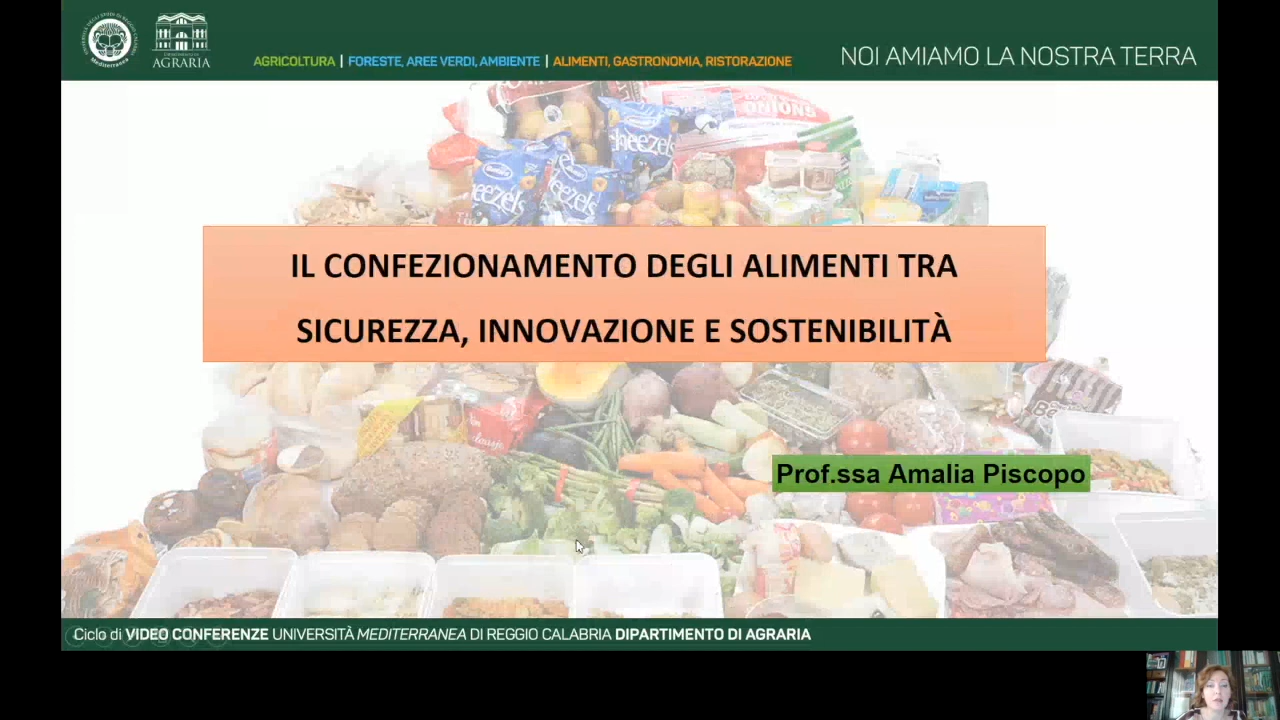 AGRARIA
AGRICOLTURA | FORESTE, AREE VERDI, AMBIENTE | ALIMENTI, GASTRONOMIA, RISTORAZIONE
NOI AMIAMO LA NOSTRA TERRA
ONIONS
IL CONFEZIONAMENTO DEGLI ALIMENTI TRA
SICUREZZA, INNOVAZIONE E SOSTENIBILITÀ
Prof.ssa Amalia Piscopo
Ciclo di VIDEO CONFERENZE UNIVERSITÀ MEDITERRANEA DI REGGIO CALABRIA DIPARTIMENTO DI AGRARIA